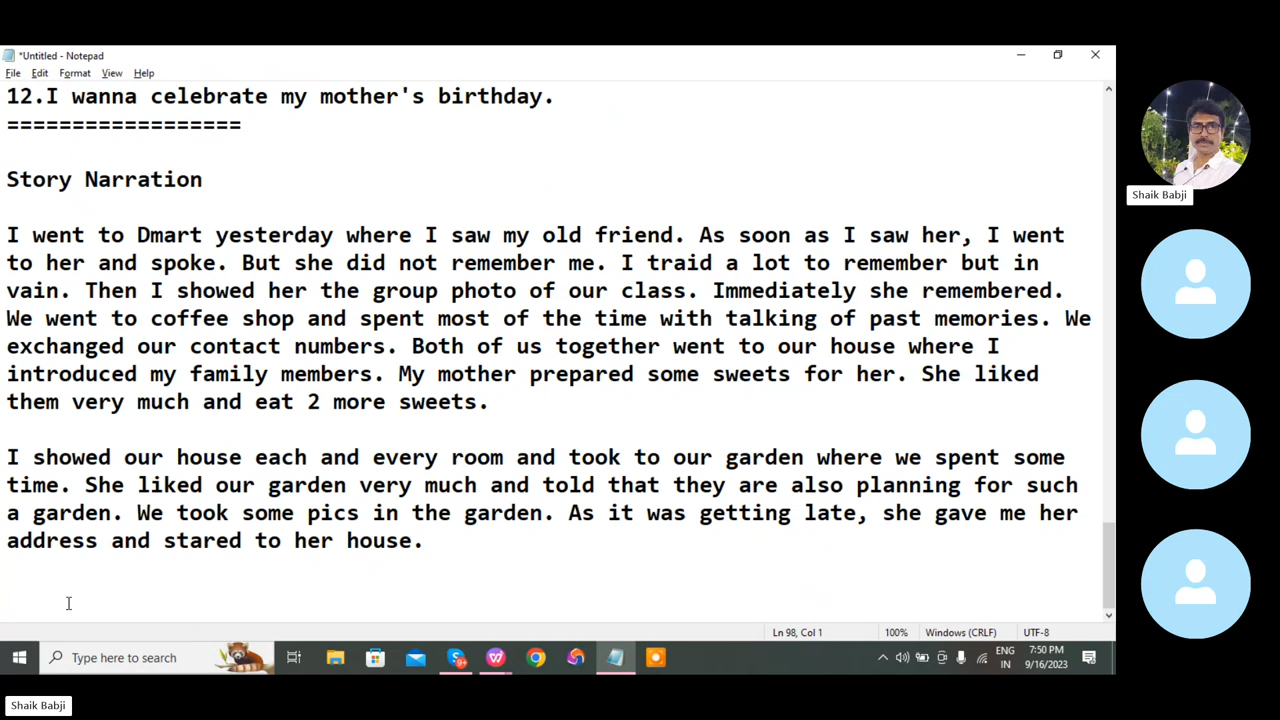 *Untitled - Notepad
File Edit Format View Help
12.I wanna celebrate my mother's birthday.
==================
Story Narration
I went to Dmart yesterday where I saw my old friend. As soon as I saw her, I went
to her and spoke. But she did not remember me. I traid a lot to remember but in
vain. Then I showed her the group photo of our class. Immediately she remembered.
We went to coffee shop and spent most of the time with talking of past memories. We
exchanged our contact numbers. Both of us together went to our house where I
introduced my family members. My mother prepared some sweets for her. She liked
them very much and eat 2 more sweets.
I showed our house each and every room and took to our garden where we spent some
time. She liked our garden very much and told that they are also planning for such
a garden. We took some pics in the garden. As it was getting late, she gave me her
address and stared to her house.
Ln 98, Col 1 100% Windows (CRLF) UTF-8
Type here to search
ENG
IN
7:50 PM
9/16/2023
Shaik Babji
Shaik Babji